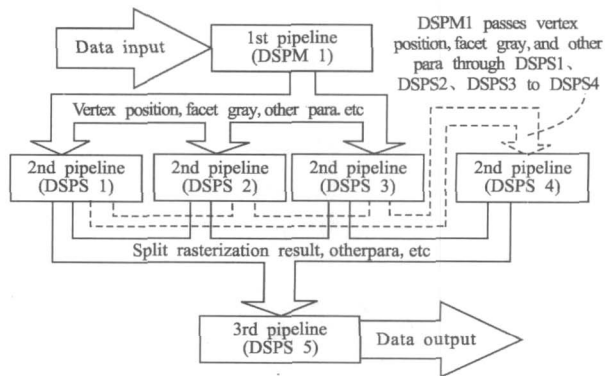 Data input
1st pipeline
(DSPM 1)
DSPM1 passes vertex
position, facet gray, and other
para through DSPS1、
DSPS2、DSPS3 to DSPS4
Vertex position, facet gray, other para. etc
2nd pipeline
(DSPS 1)
2nd pipeline
(DSPS 2)
2nd pipeline
(DSPS 3)
2nd pipeline
(DSPS 4)
Split rasterization result, otherpara, etc
3rd pipeline
(DSPS 5)
Data output